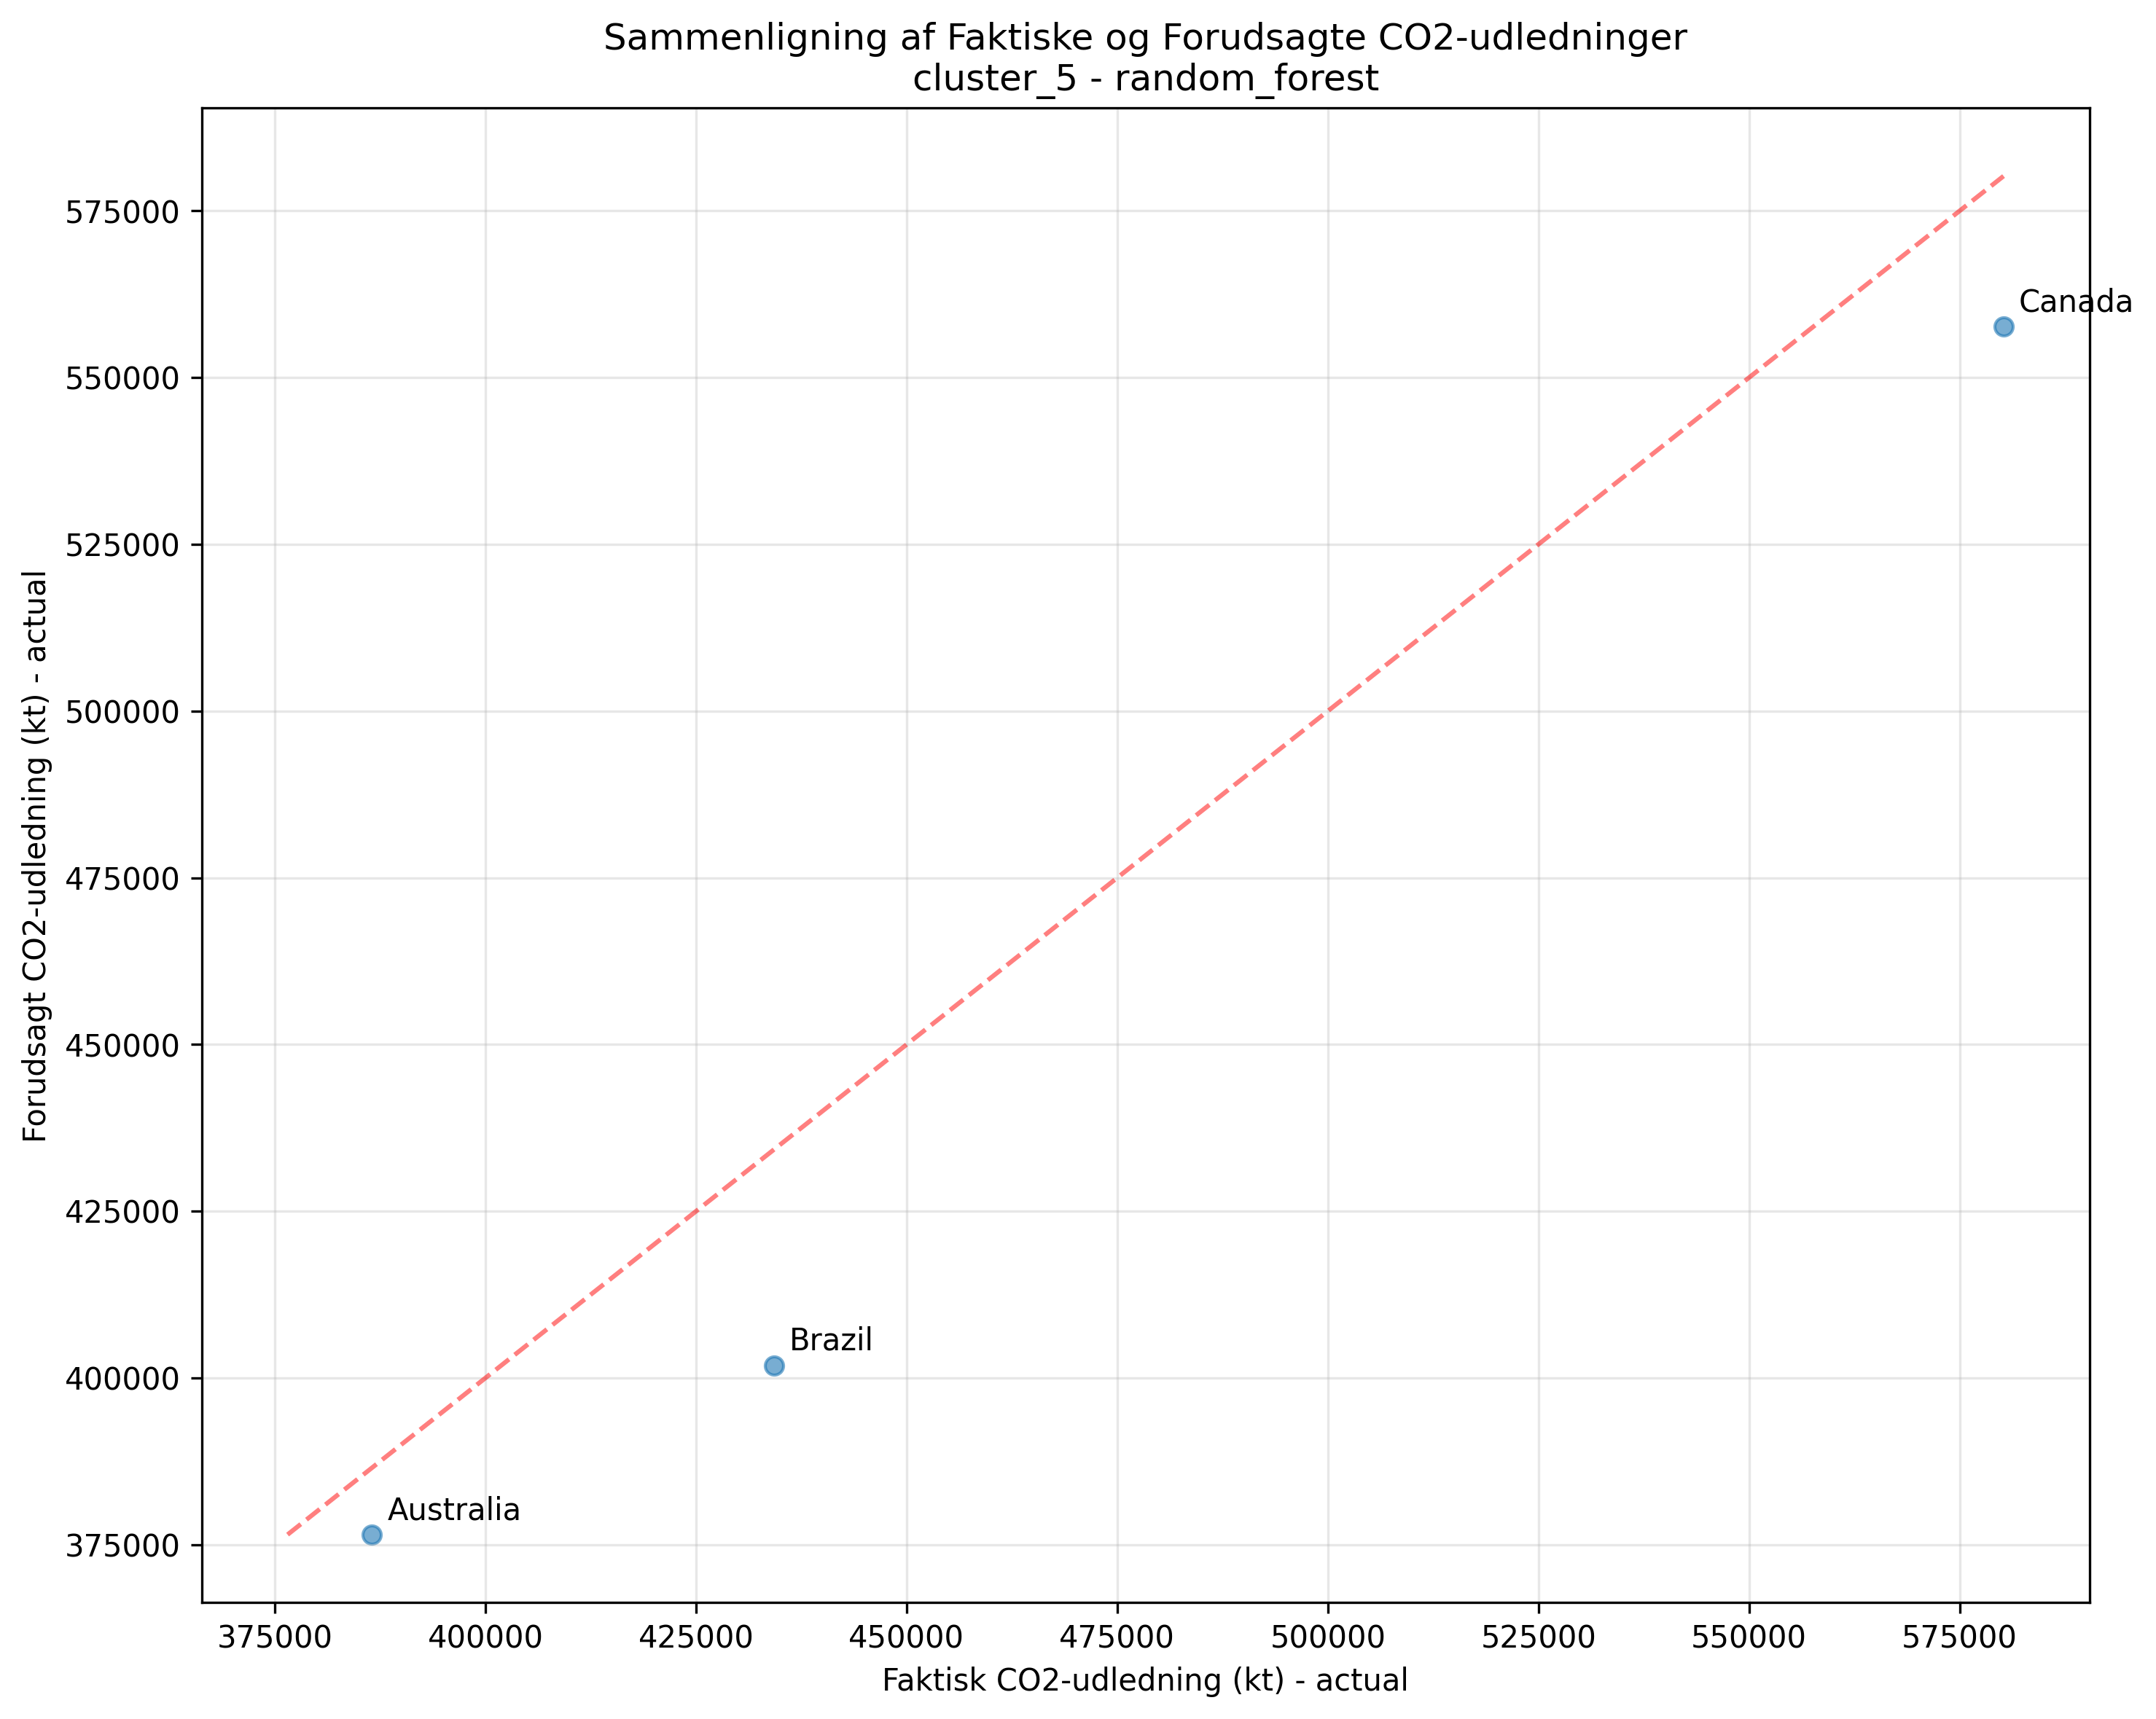 Sammenligning af Faktiske og Forudsagte CO2-udledninger
cluster_5 - random_forest
Forudsagt CO2-udledning (kt) - actual
575000
550000
525000
500000
475000
450000
425000
400000
375000
Canada
Brazil
Australia
375000 400000 425000 450000 475000 500000 525000 550000 575000
Faktisk CO2-udledning (kt) - actual